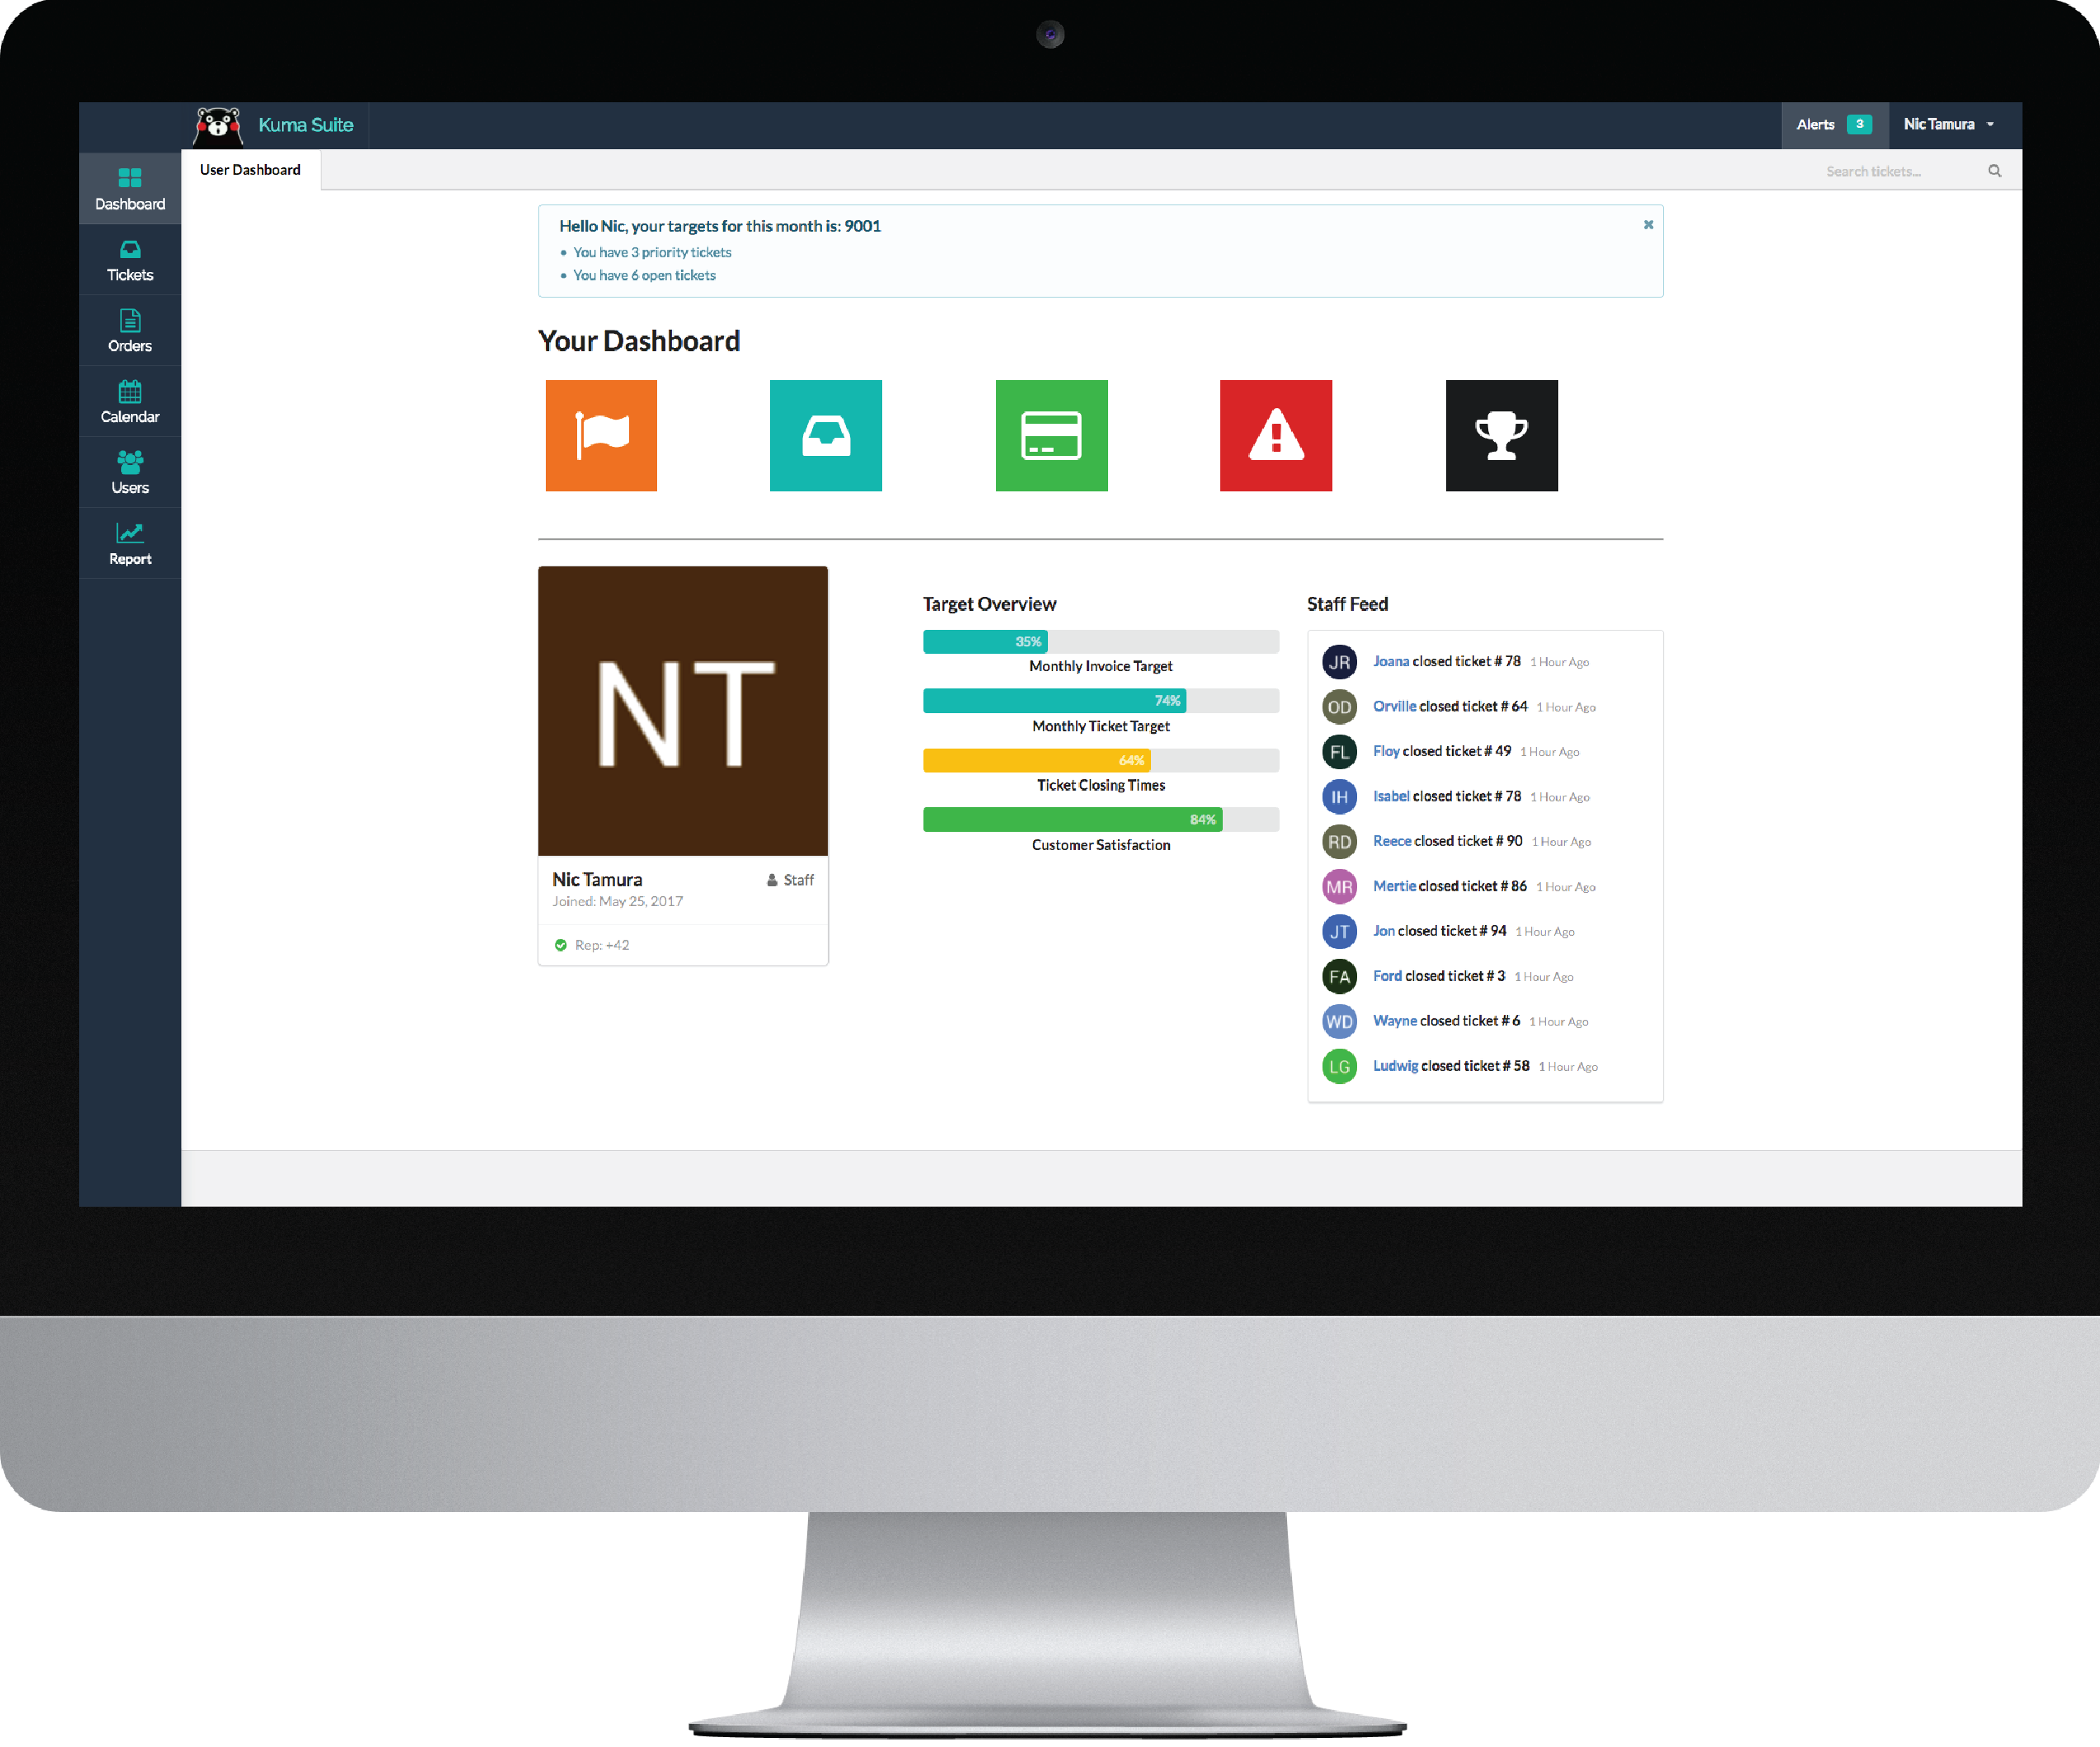 Kuma Suite
Alerts 3
Nic Tamura
Dashboard
Tickets
Orders
Calendar
Users
Report
User Dashboard
Search tickets...
Hello Nic, your targets for this month is: 9001
You have 3 priority tickets
You have 6 open tickets
Your Dashboard
NT
Nic Tamura
Staff
Joined: May 25, 2017
Rep: +42
Target Overview
35%
Monthly Invoice Target
74%
Monthly Ticket Target
64%
Ticket Closing Times
84%
Customer Satisfaction
Staff Feed
JR Joana closed ticket # 78 1 Hour Ago
OD Orville closed ticket # 64 1 Hour Ago
FL Floy closed ticket # 49 1 Hour Ago
IH Isabel closed ticket # 78 1 Hour Ago
RD Reece closed ticket # 90 1 Hour Ago
MR Mertie closed ticket # 86 1 Hour Ago
JT Jon closed ticket # 94 1 Hour Ago
FA Ford closed ticket # 3 1 Hour Ago
WD Wayne closed ticket # 6 1 Hour Ago
LG Ludwig closed ticket # 58 1 Hour Ago